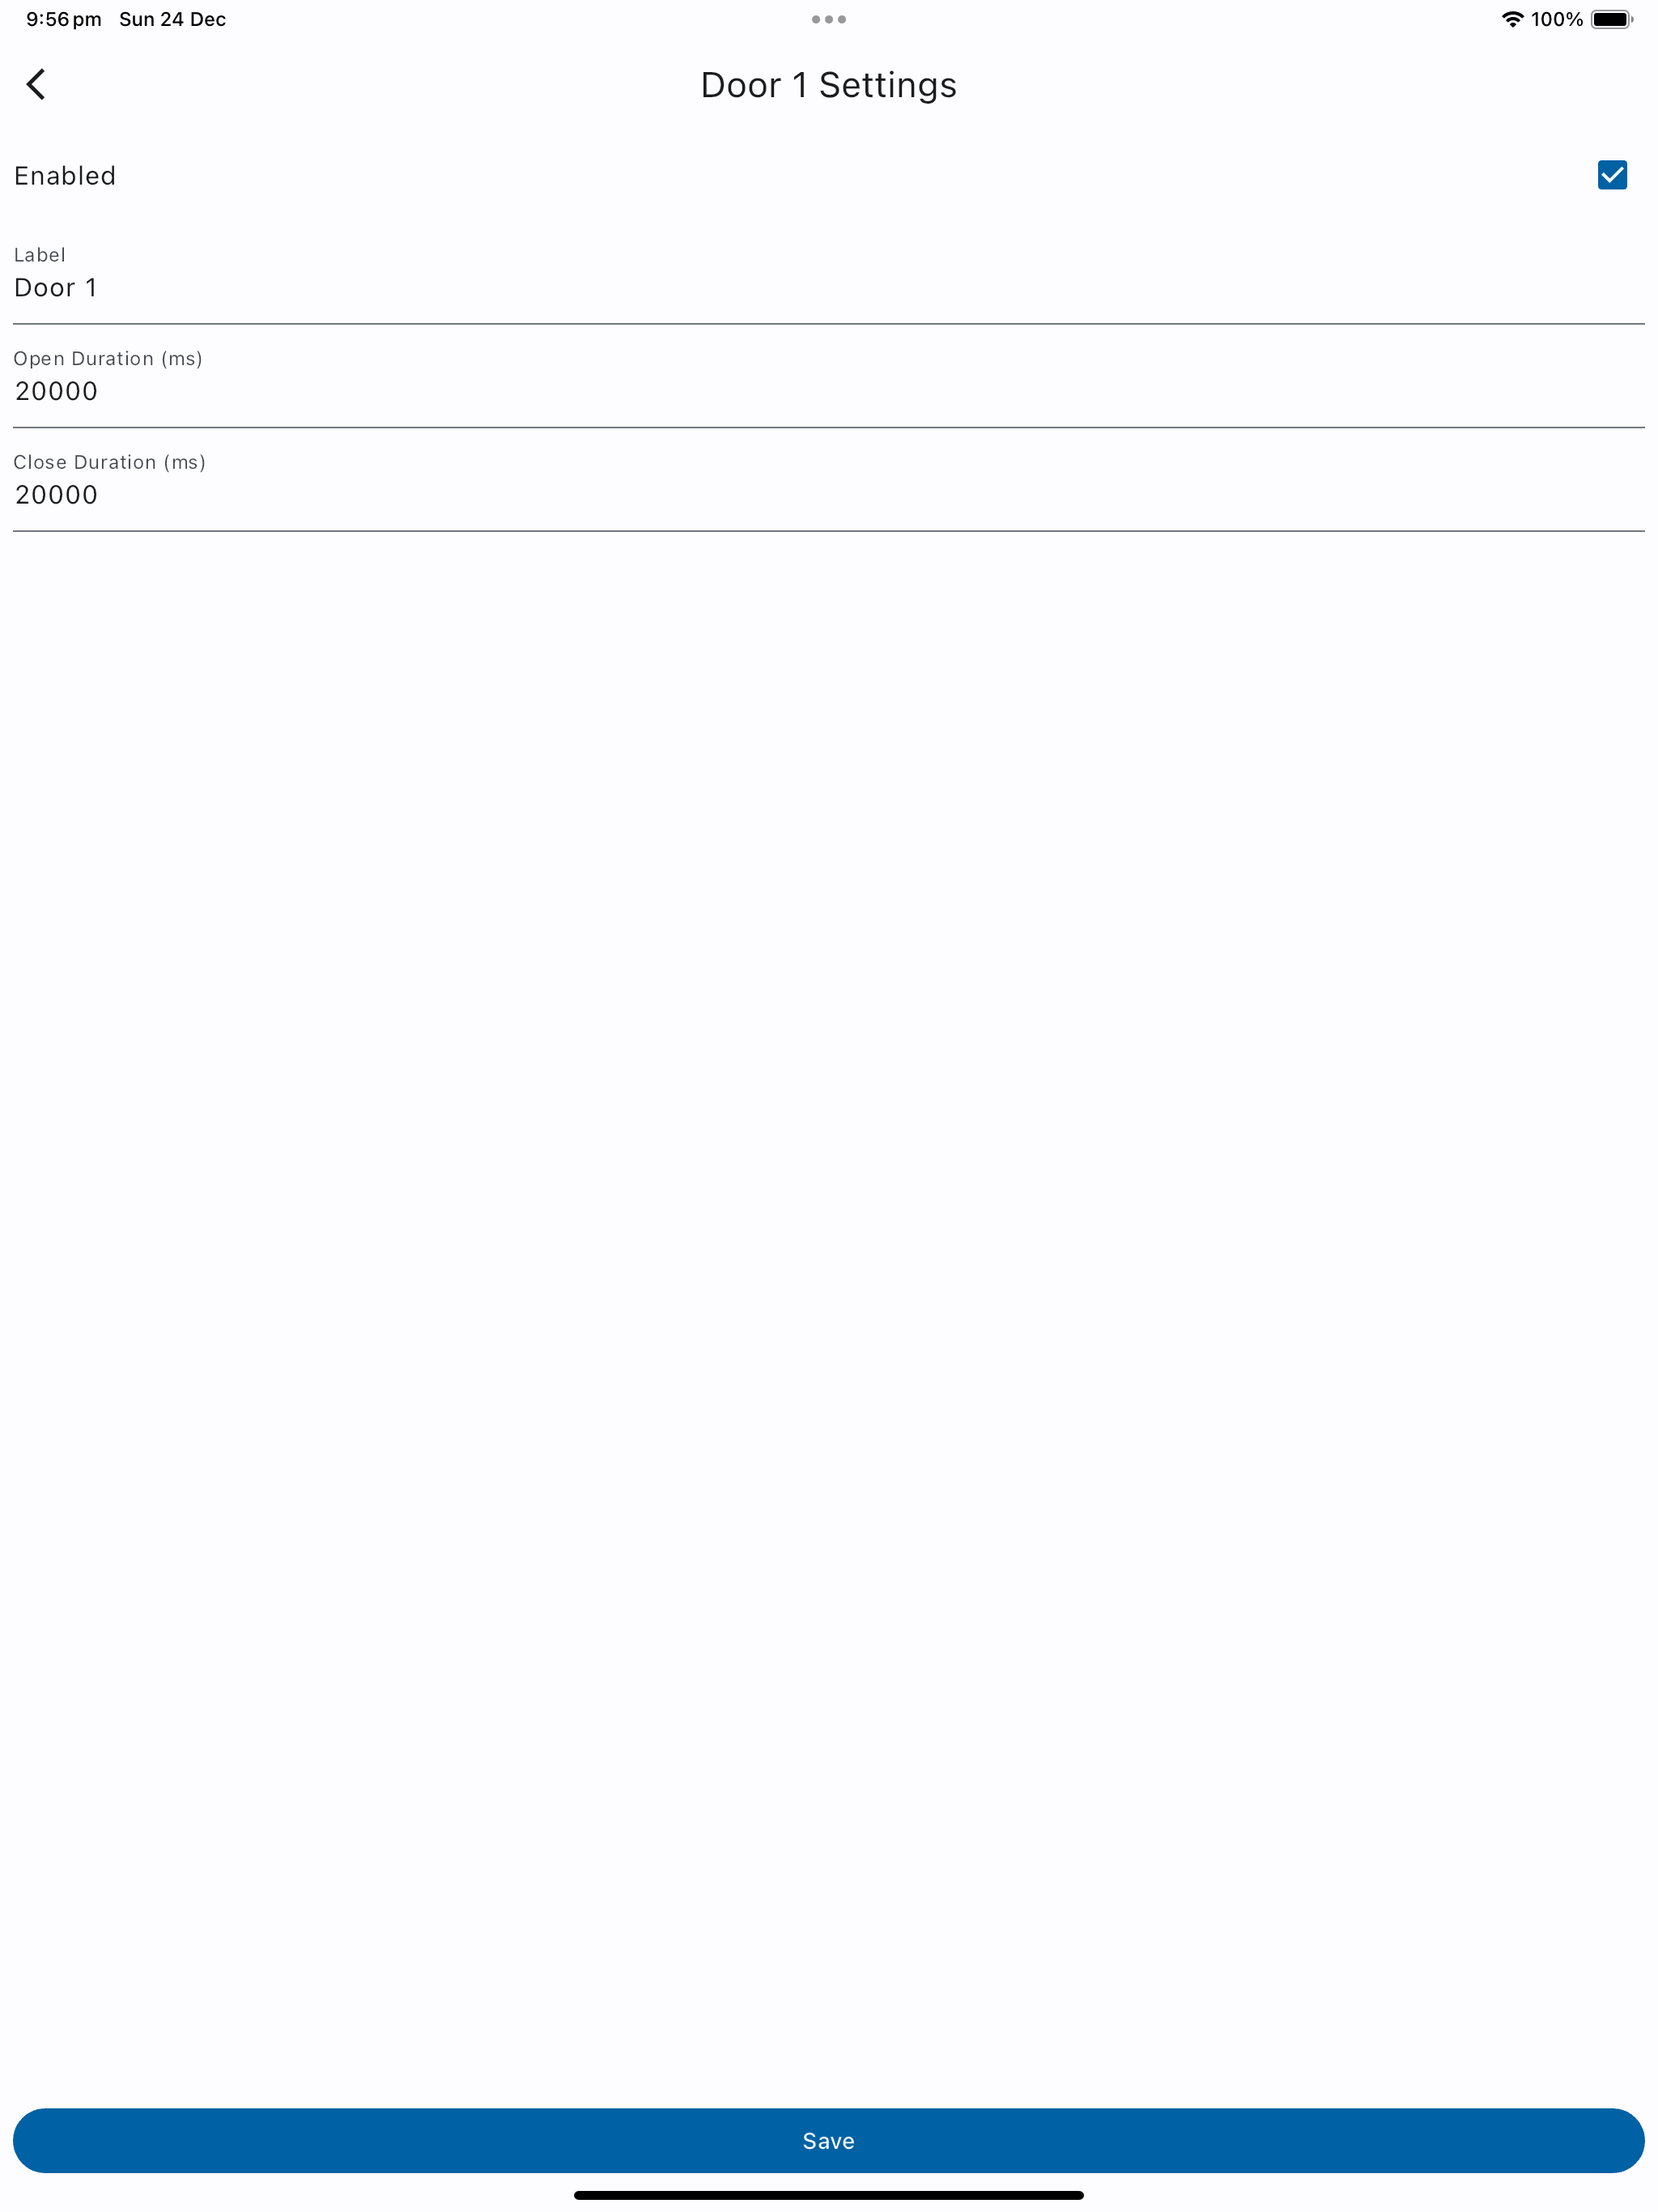 9:56 pm Sun 24 Dec 100%
Door 1 Settings
Enabled
Label
Door 1
Open Duration (ms)
20000
Close Duration (ms)
20000
Save